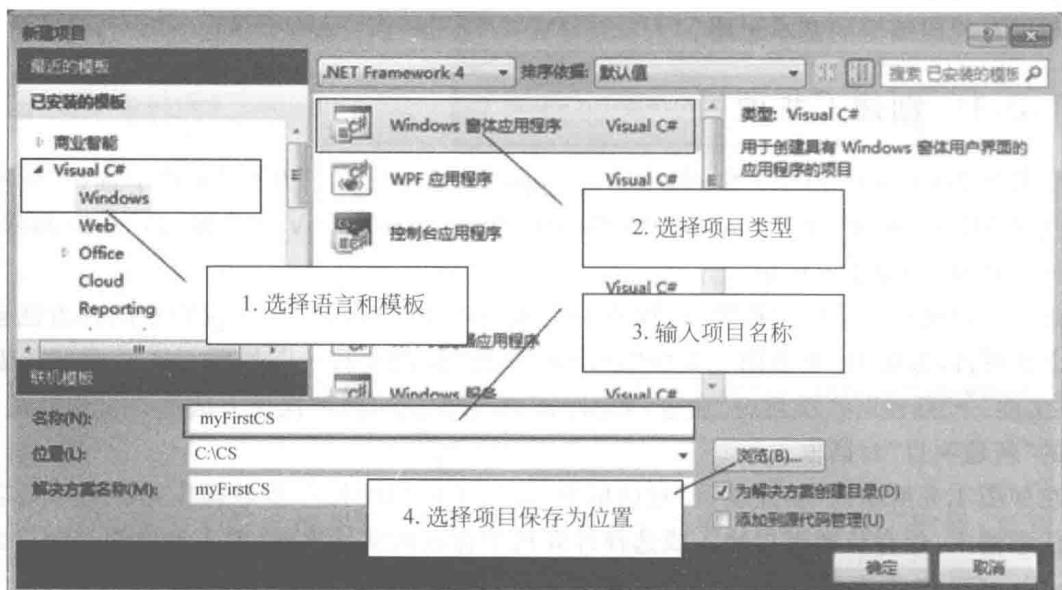 新建项目
最近的模板
.NET Framework 4
排序依据: 默认值
搜索 已安装的模板
已安装的模板
商业智能
Visual C#
Windows
Web
Office
Cloud
Reporting
联机模板
Windows 窗体应用程序 Visual C#
WPF 应用程序 Visual C#
控制台应用程序
Visual C#
应用程序
Windows 服务 Visual C#
类型: Visual C#
用于创建具有 Windows 窗体用户界面的
应用程序的项目
1. 选择语言和模板
2. 选择项目类型
3. 输入项目名称
名称(N): myFirstCS
位置(L): C:\CS
浏览(B)...
解决方案名称(M): myFirstCS
为解决方案创建目录(D)
添加到源代码管理(U)
4. 选择项目保存为位置
确定
取消